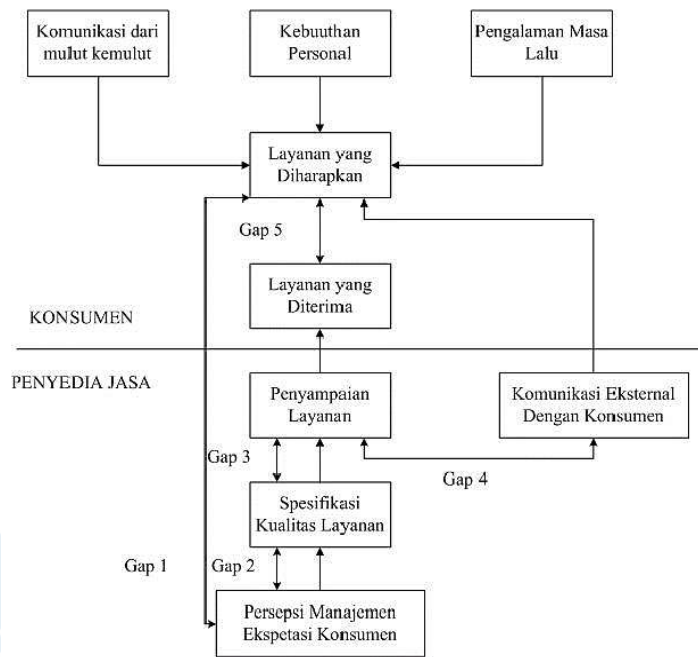 Komunikasi dari
mulut kemulut
Kebuuthan
Personal
Pengalaman Masa
Lalu
Layanan yang
Diharapkan
Gap 5
Layanan yang
Diterima
KONSUMEN
PENYEDIA JASA
Penyampaian
Layanan
Komunikasi Eksternal
Dengan Konsumen
Gap 3
Gap 4
Spesifikasi
Kualitas Layanan
Gap 1
Gap 2
Persepsi Manajemen
Ekspetasi Konsumen